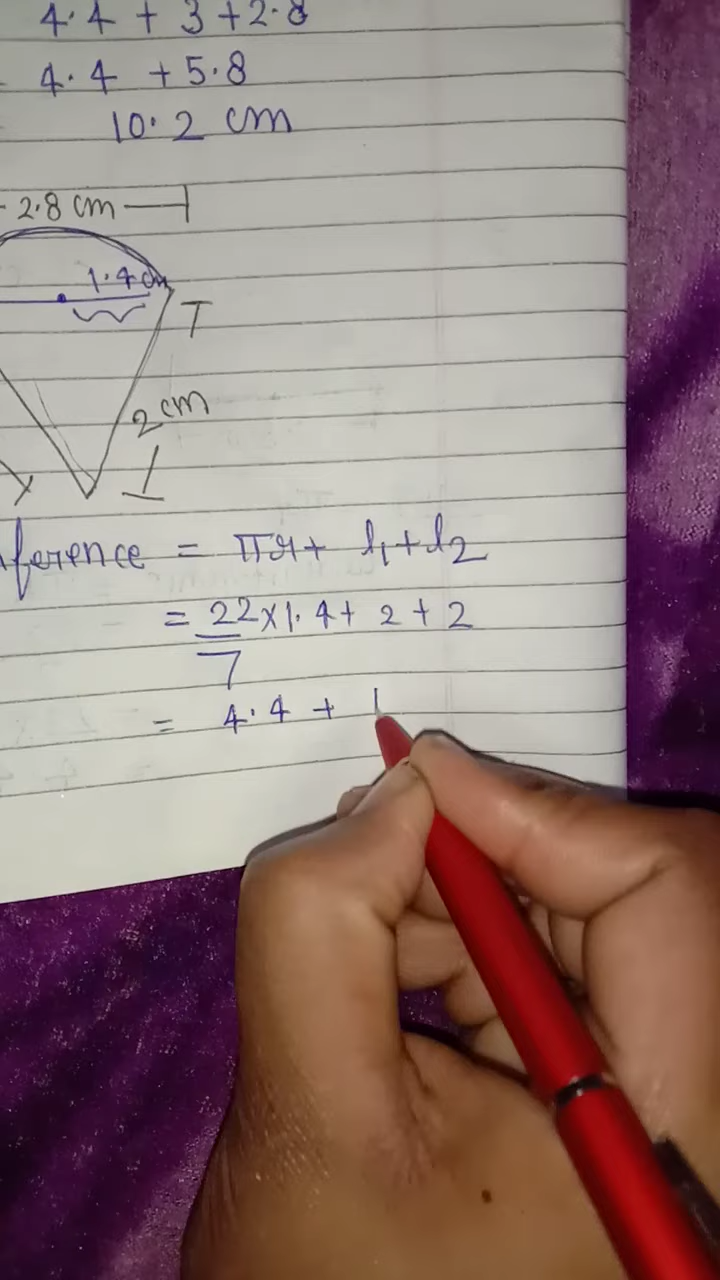 4.4 + 3 + 2.8
4.4 + 5.8
10.2 cm
2.8 cm
1.4 cm
2 cm
ference = πr + l₁ + l₂
= 22/7 × 1.4 + 2 + 2
= 4.4 +